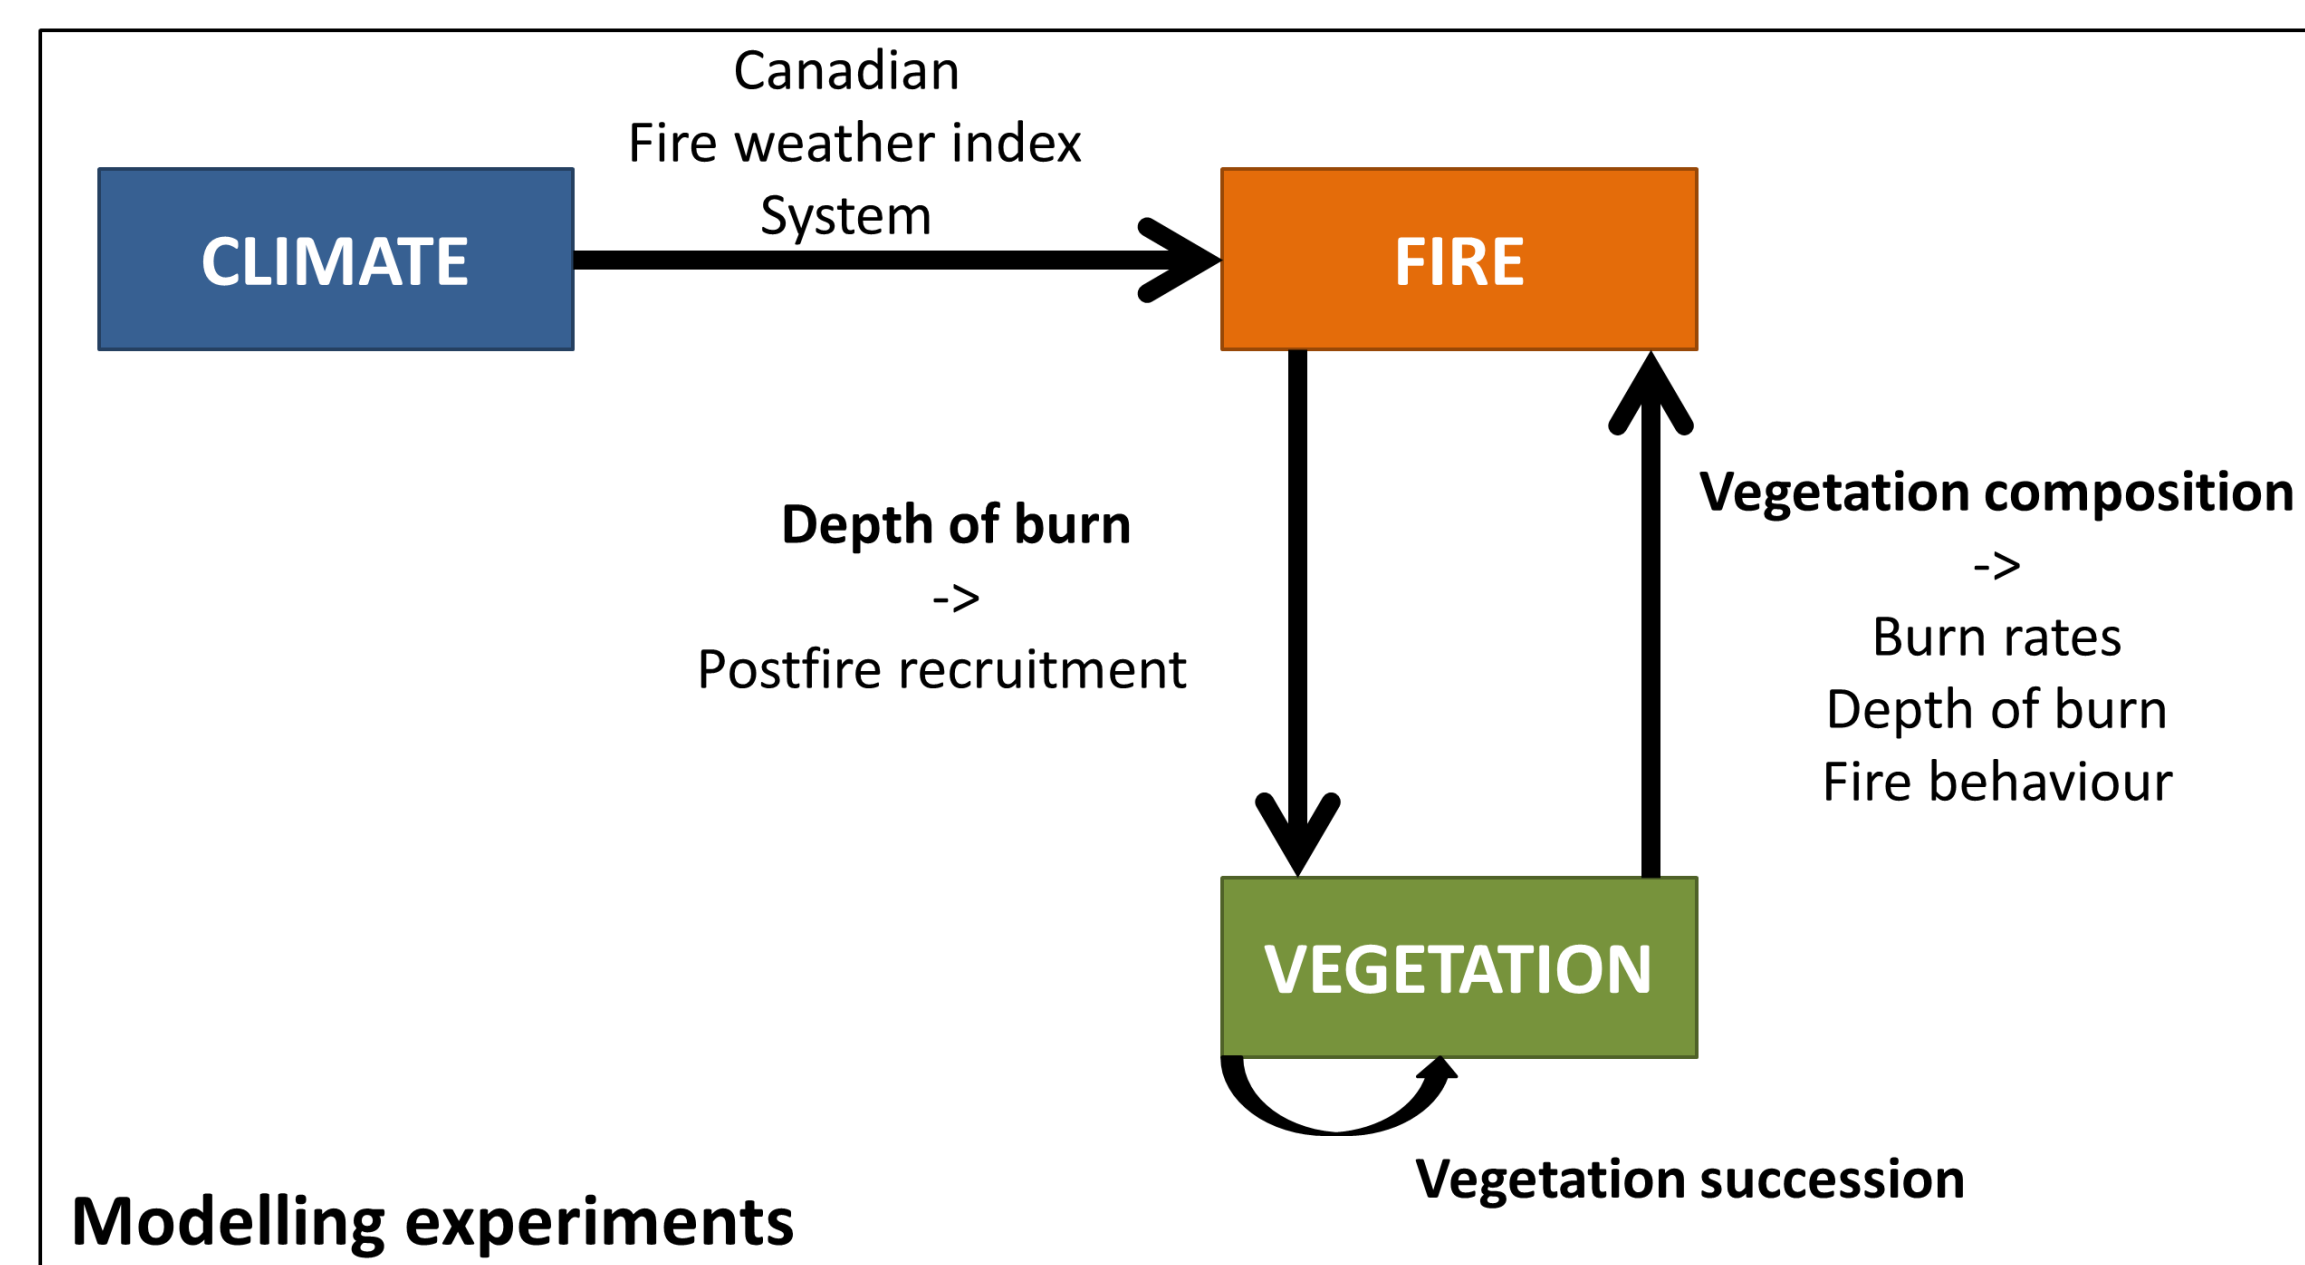 Canadian
Fire weather index
System
CLIMATE
FIRE
Depth of burn
->
Postfire recruitment
Vegetation composition
->
Burn rates
Depth of burn
Fire behaviour
VEGETATION
Vegetation succession
Modelling experiments